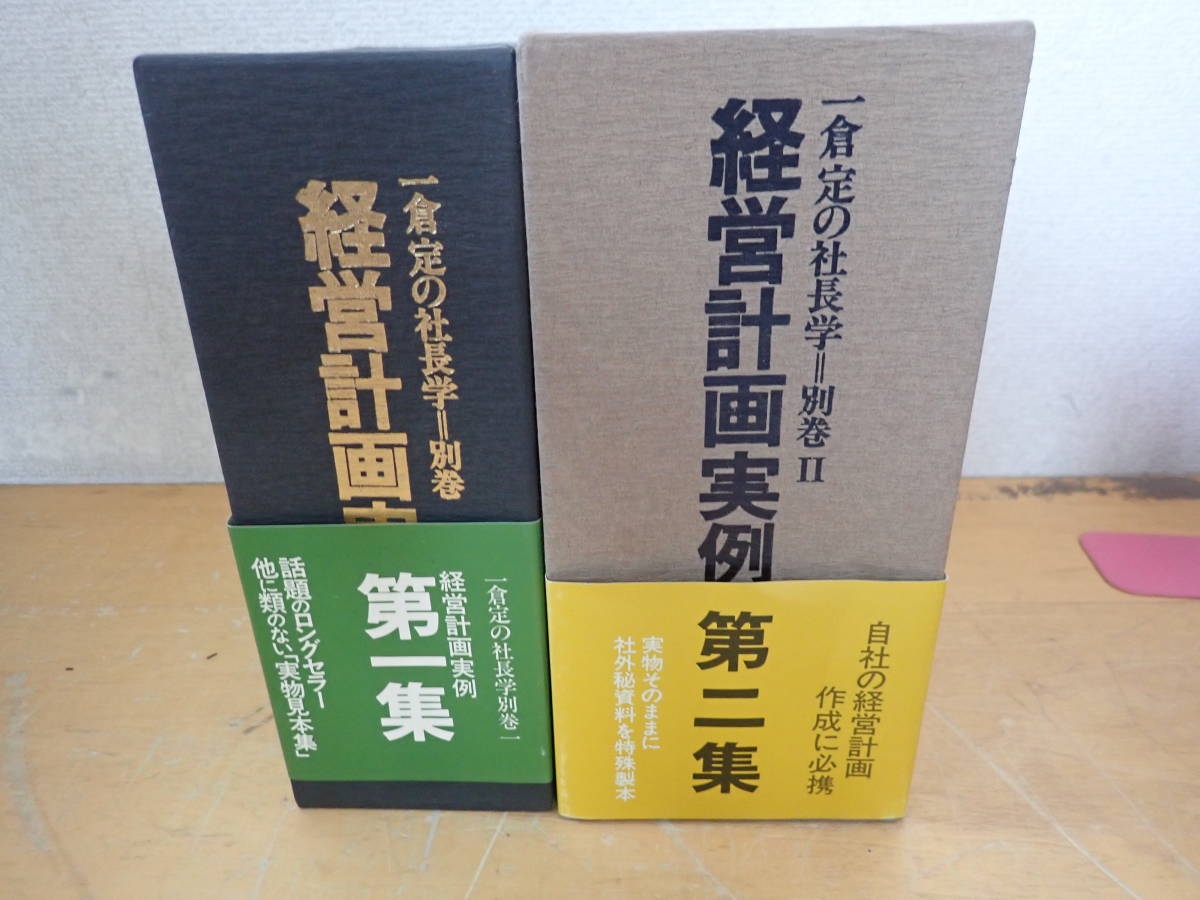 一倉定の社長学=別巻
経営計画
一倉定の社長学別巻一
経営計画実例
第一集
話題のロングセラー
他に類のない「実物見本集」
一倉定の社長学=別巻II
経営計画実例
自社の経営計画
作成に必携
第二集
実物そのままに
社外秘資料を特殊製本